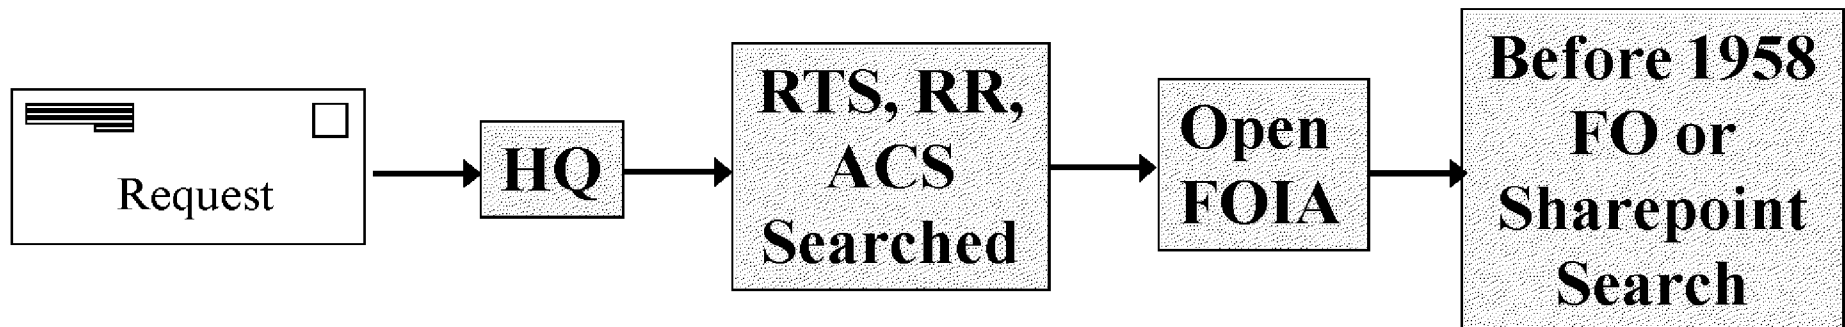 Request
HQ
RTS, RR,
ACS
Searched
Open
FOIA
Before 1958
FO or
Sharepoint
Search